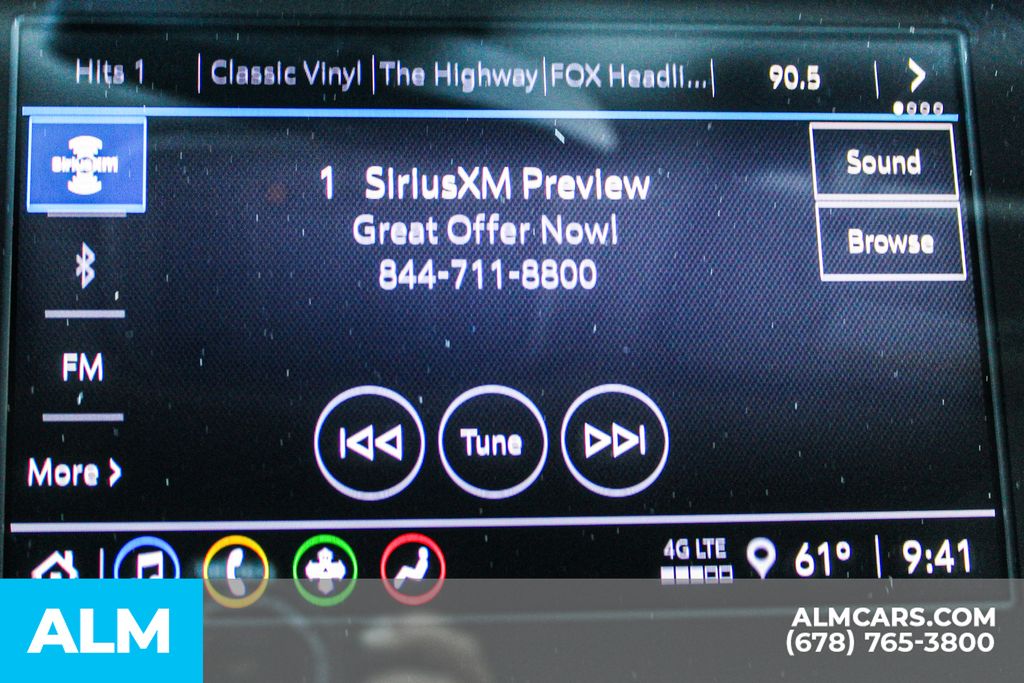 Hits 1 Classic Vinyl The Highway FOX Headli... 90.5
SiriusXM
1 SiriusXM Preview
Great Offer Now!
844-711-8800
Sound
Browse
FM
Tune
More
4G LTE
61° 9:41
ALM
ALMCARS.COM
(678) 765-3800